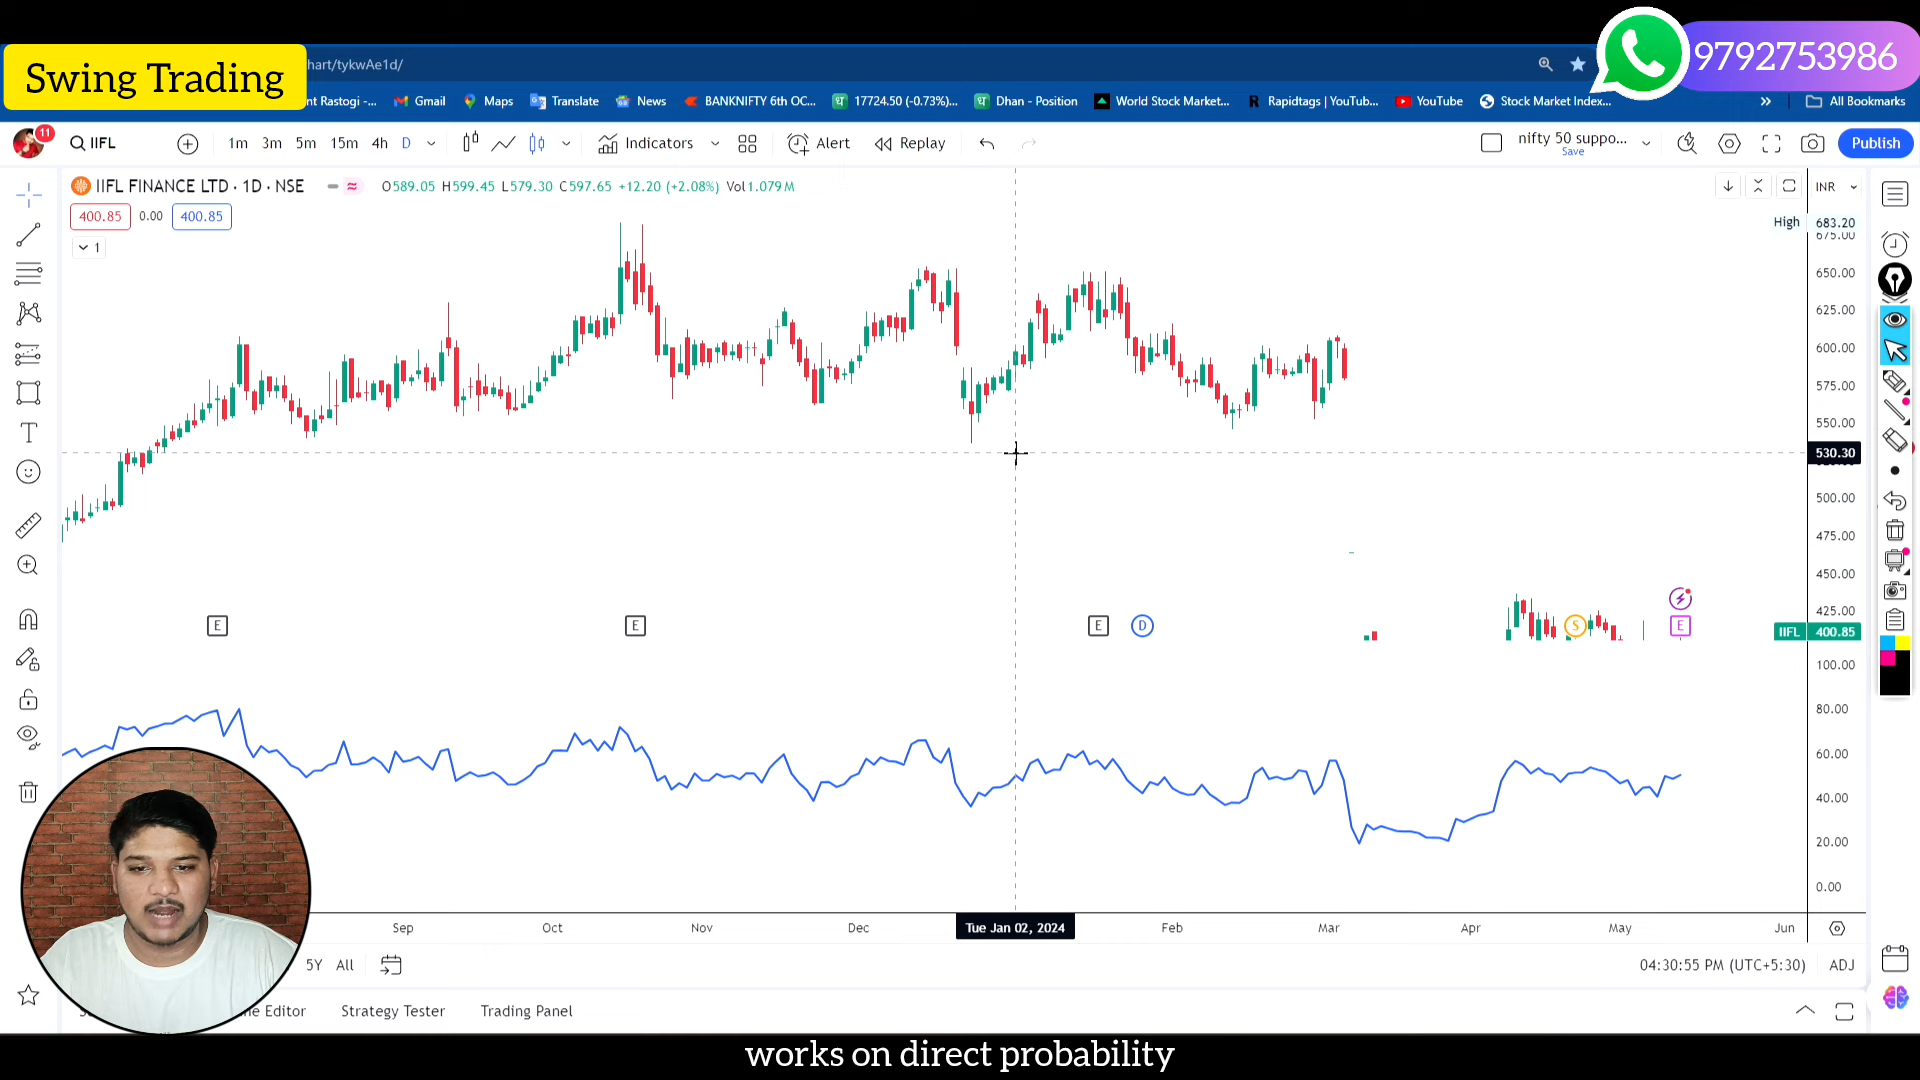 Swing Trading
hart/tykwAe1d/
9792753986
nt Rastogi -...
Gmail
Maps
Translate
News
BANKNIFTY 6th OC...
17724.50 (-0.73%)...
Dhan - Position
World Stock Market...
Rapidtags | YouTub...
YouTube
Stock Market Index...
»
All Bookmarks
11
IIFL
1m 3m 5m 15m 4h D
Indicators
Alert
Replay
nifty 50 suppo...
Save
Publish
IIFL FINANCE LTD · 1D · NSE
O589.05 H599.45 L579.30 C597.65 +12.20 (+2.08%) Vol1.079 M
INR
400.85 0.00 400.85
1
High 683.20
675.00
650.00
625.00
600.00
575.00
550.00
530.30
500.00
475.00
450.00
425.00
E E E D S E
IIFL 400.85
100.00
80.00
60.00
40.00
20.00
0.00
Sep Oct Nov Dec Tue Jan 02, 2024 Feb Mar Apr May Jun
5Y All
04:30:55 PM (UTC+5:30) ADJ
Editor Strategy Tester Trading Panel
works on direct probability